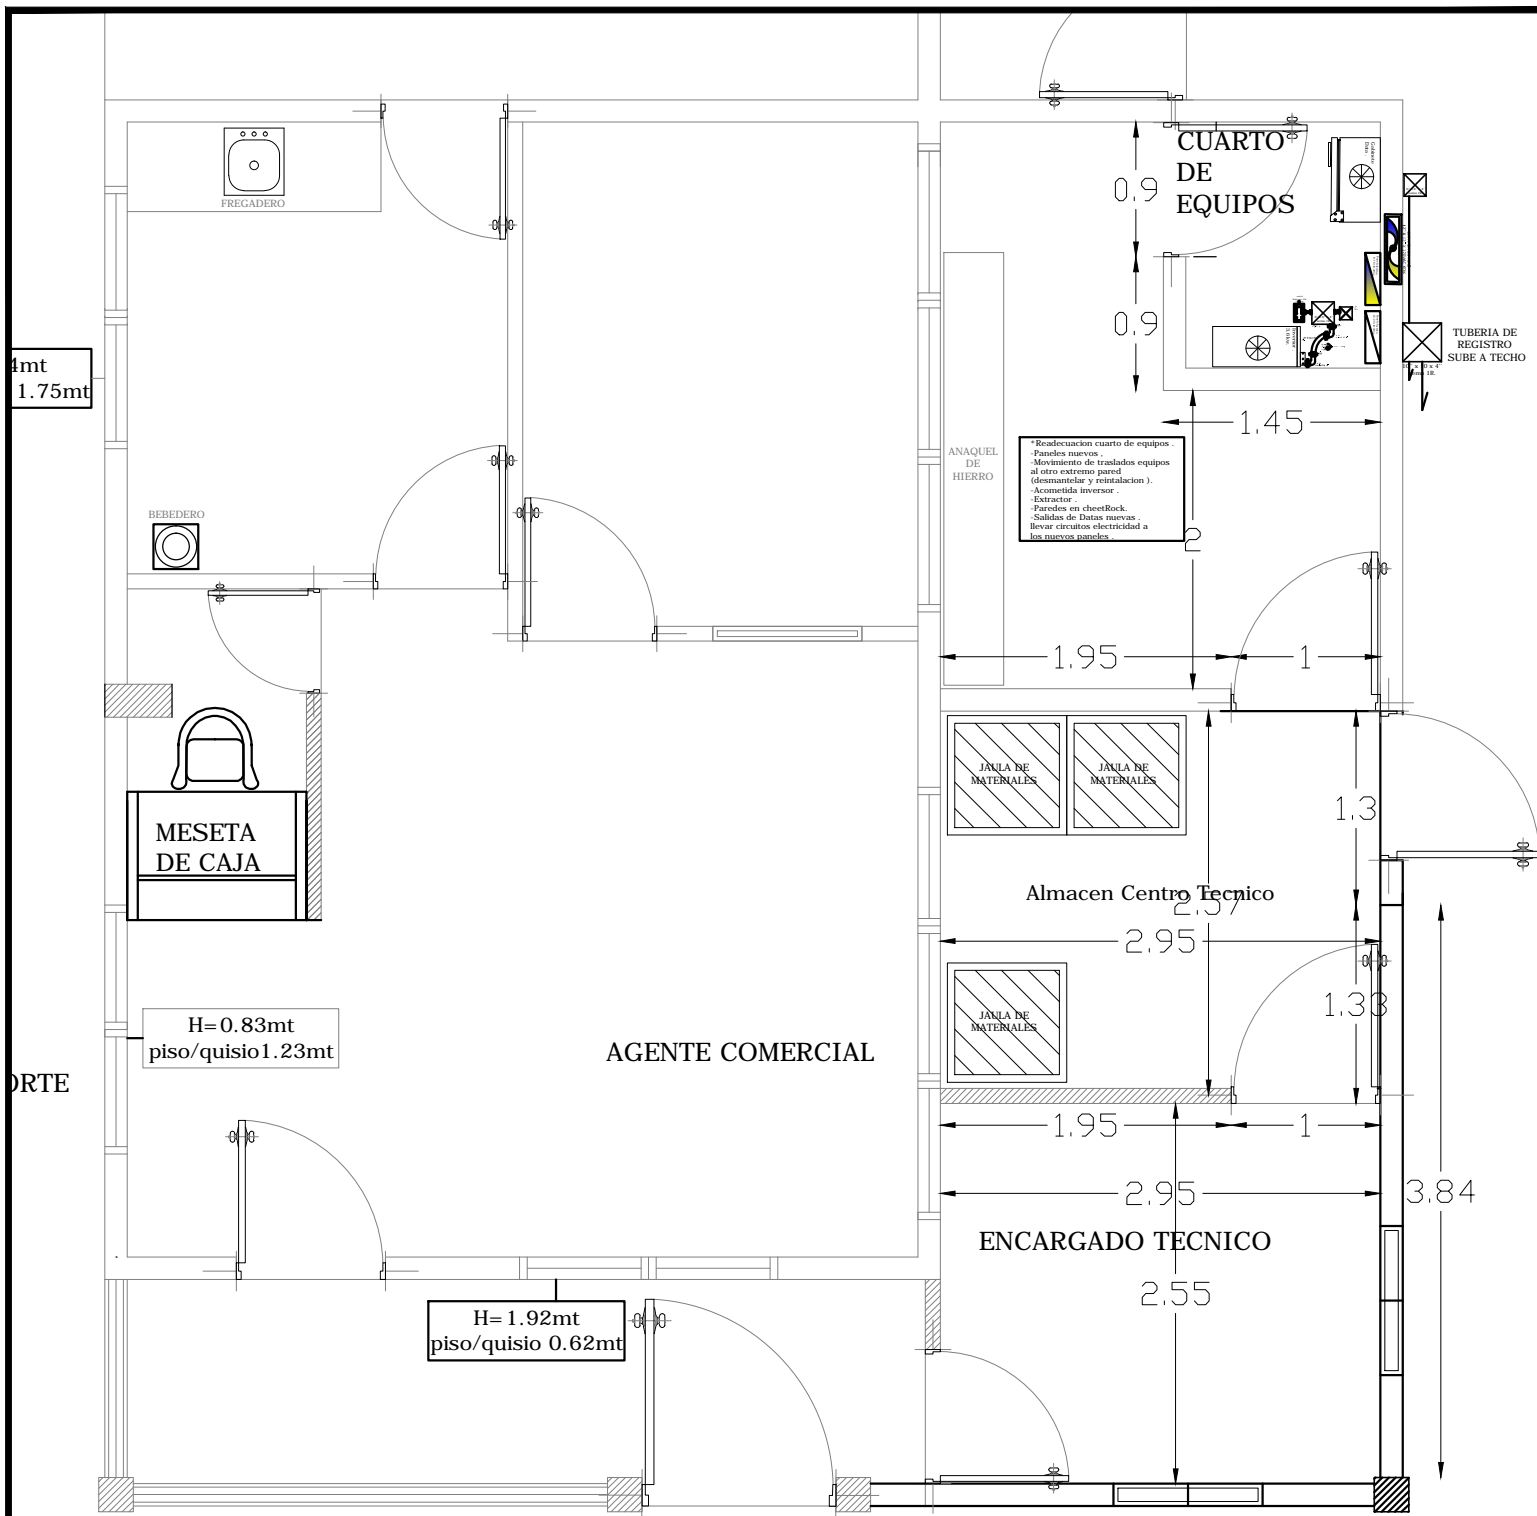 FREGADERO
CUARTO
DE
EQUIPOS
0.9
0.9
Gabinete
Data
TUBERIA DE
REGISTRO
SUBE A TECHO
4mt
1.75mt
1.45
ANAQUEL
DE
HIERRO
*Readecuacion cuarto de equipos .
-Paneles nuevos .
-Movimiento de traslados equipos
al otro extremo pared
(desmantelar y reintalacion ).
-Acometida inversor .
-Extractor .
-Paredes en cheetRock.
-Salidas de Datas nuevas .
llevar circuitos electricidad a
los nuevos paneles .
2
BEBEDERO
1.95
1
JAULA DE
MATERIALES
JAULA DE
MATERIALES
1.3
MESETA
DE CAJA
Almacen Centro Tecnico
2.57
2.95
1.33
JAULA DE
MATERIALES
H=0.83mt
piso/quisio1.23mt
AGENTE COMERCIAL
ORTE
1.95
1
2.95
3.84
ENCARGADO TECNICO
2.55
H=1.92mt
piso/quisio 0.62mt